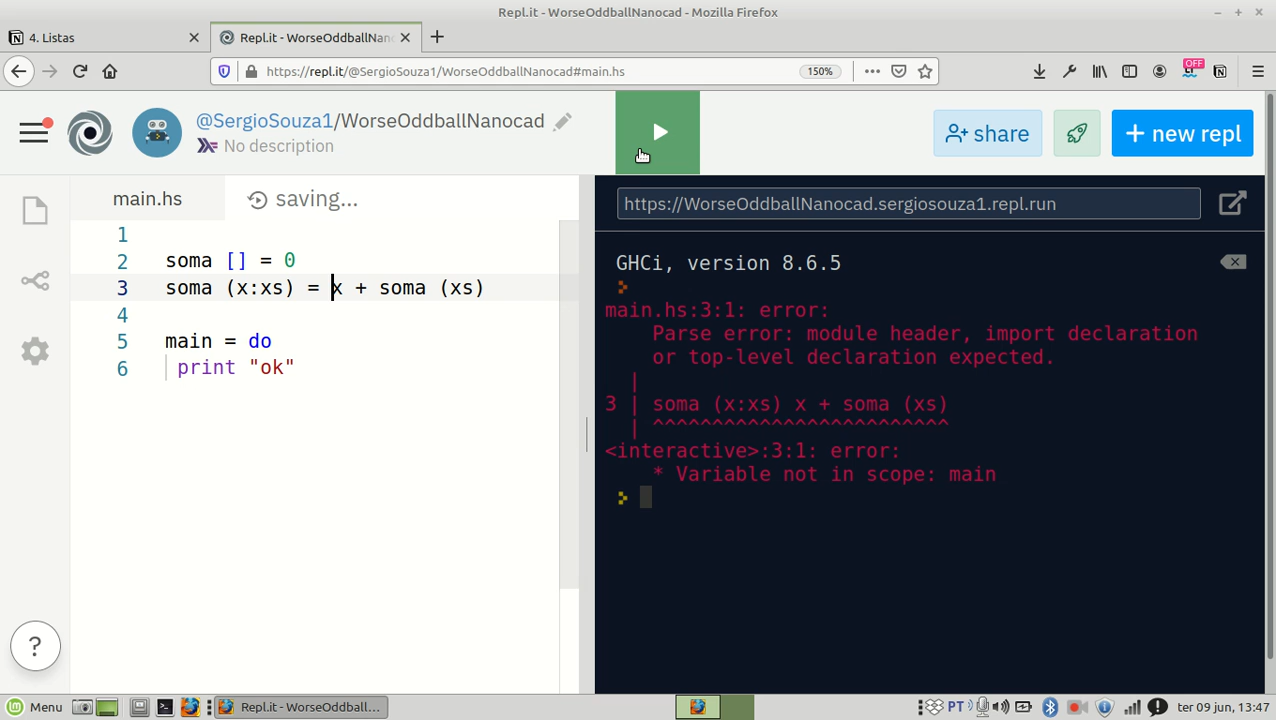 Repl.it - WorseOddballNanocad - Mozilla Firefox
4. Listas
Repl.it - WorseOddballNan
https://repl.it/@SergioSouza1/WorseOddballNanocad#main.hs
150%
OFF
@SergioSouza1/WorseOddballNanocad
No description
share
+ new repl
main.hs
saving...
https://WorseOddballNanocad.sergiosouza1.repl.run
1
2 soma [] = 0
3 soma (x:xs) = x + soma (xs)
4
5 main = do
6 print "ok"
GHCi, version 8.6.5
main.hs:3:1: error:
Parse error: module header, import declaration
or top-level declaration expected.
|
3 | soma (x:xs) x + soma (xs)
| ^^^^^^^^^^^^^^^^^^^^^^^^^
<interactive>:3:1: error:
* Variable not in scope: main
?
Menu
Repl.it - WorseOddball...
PT
ter 09 jun, 13:47